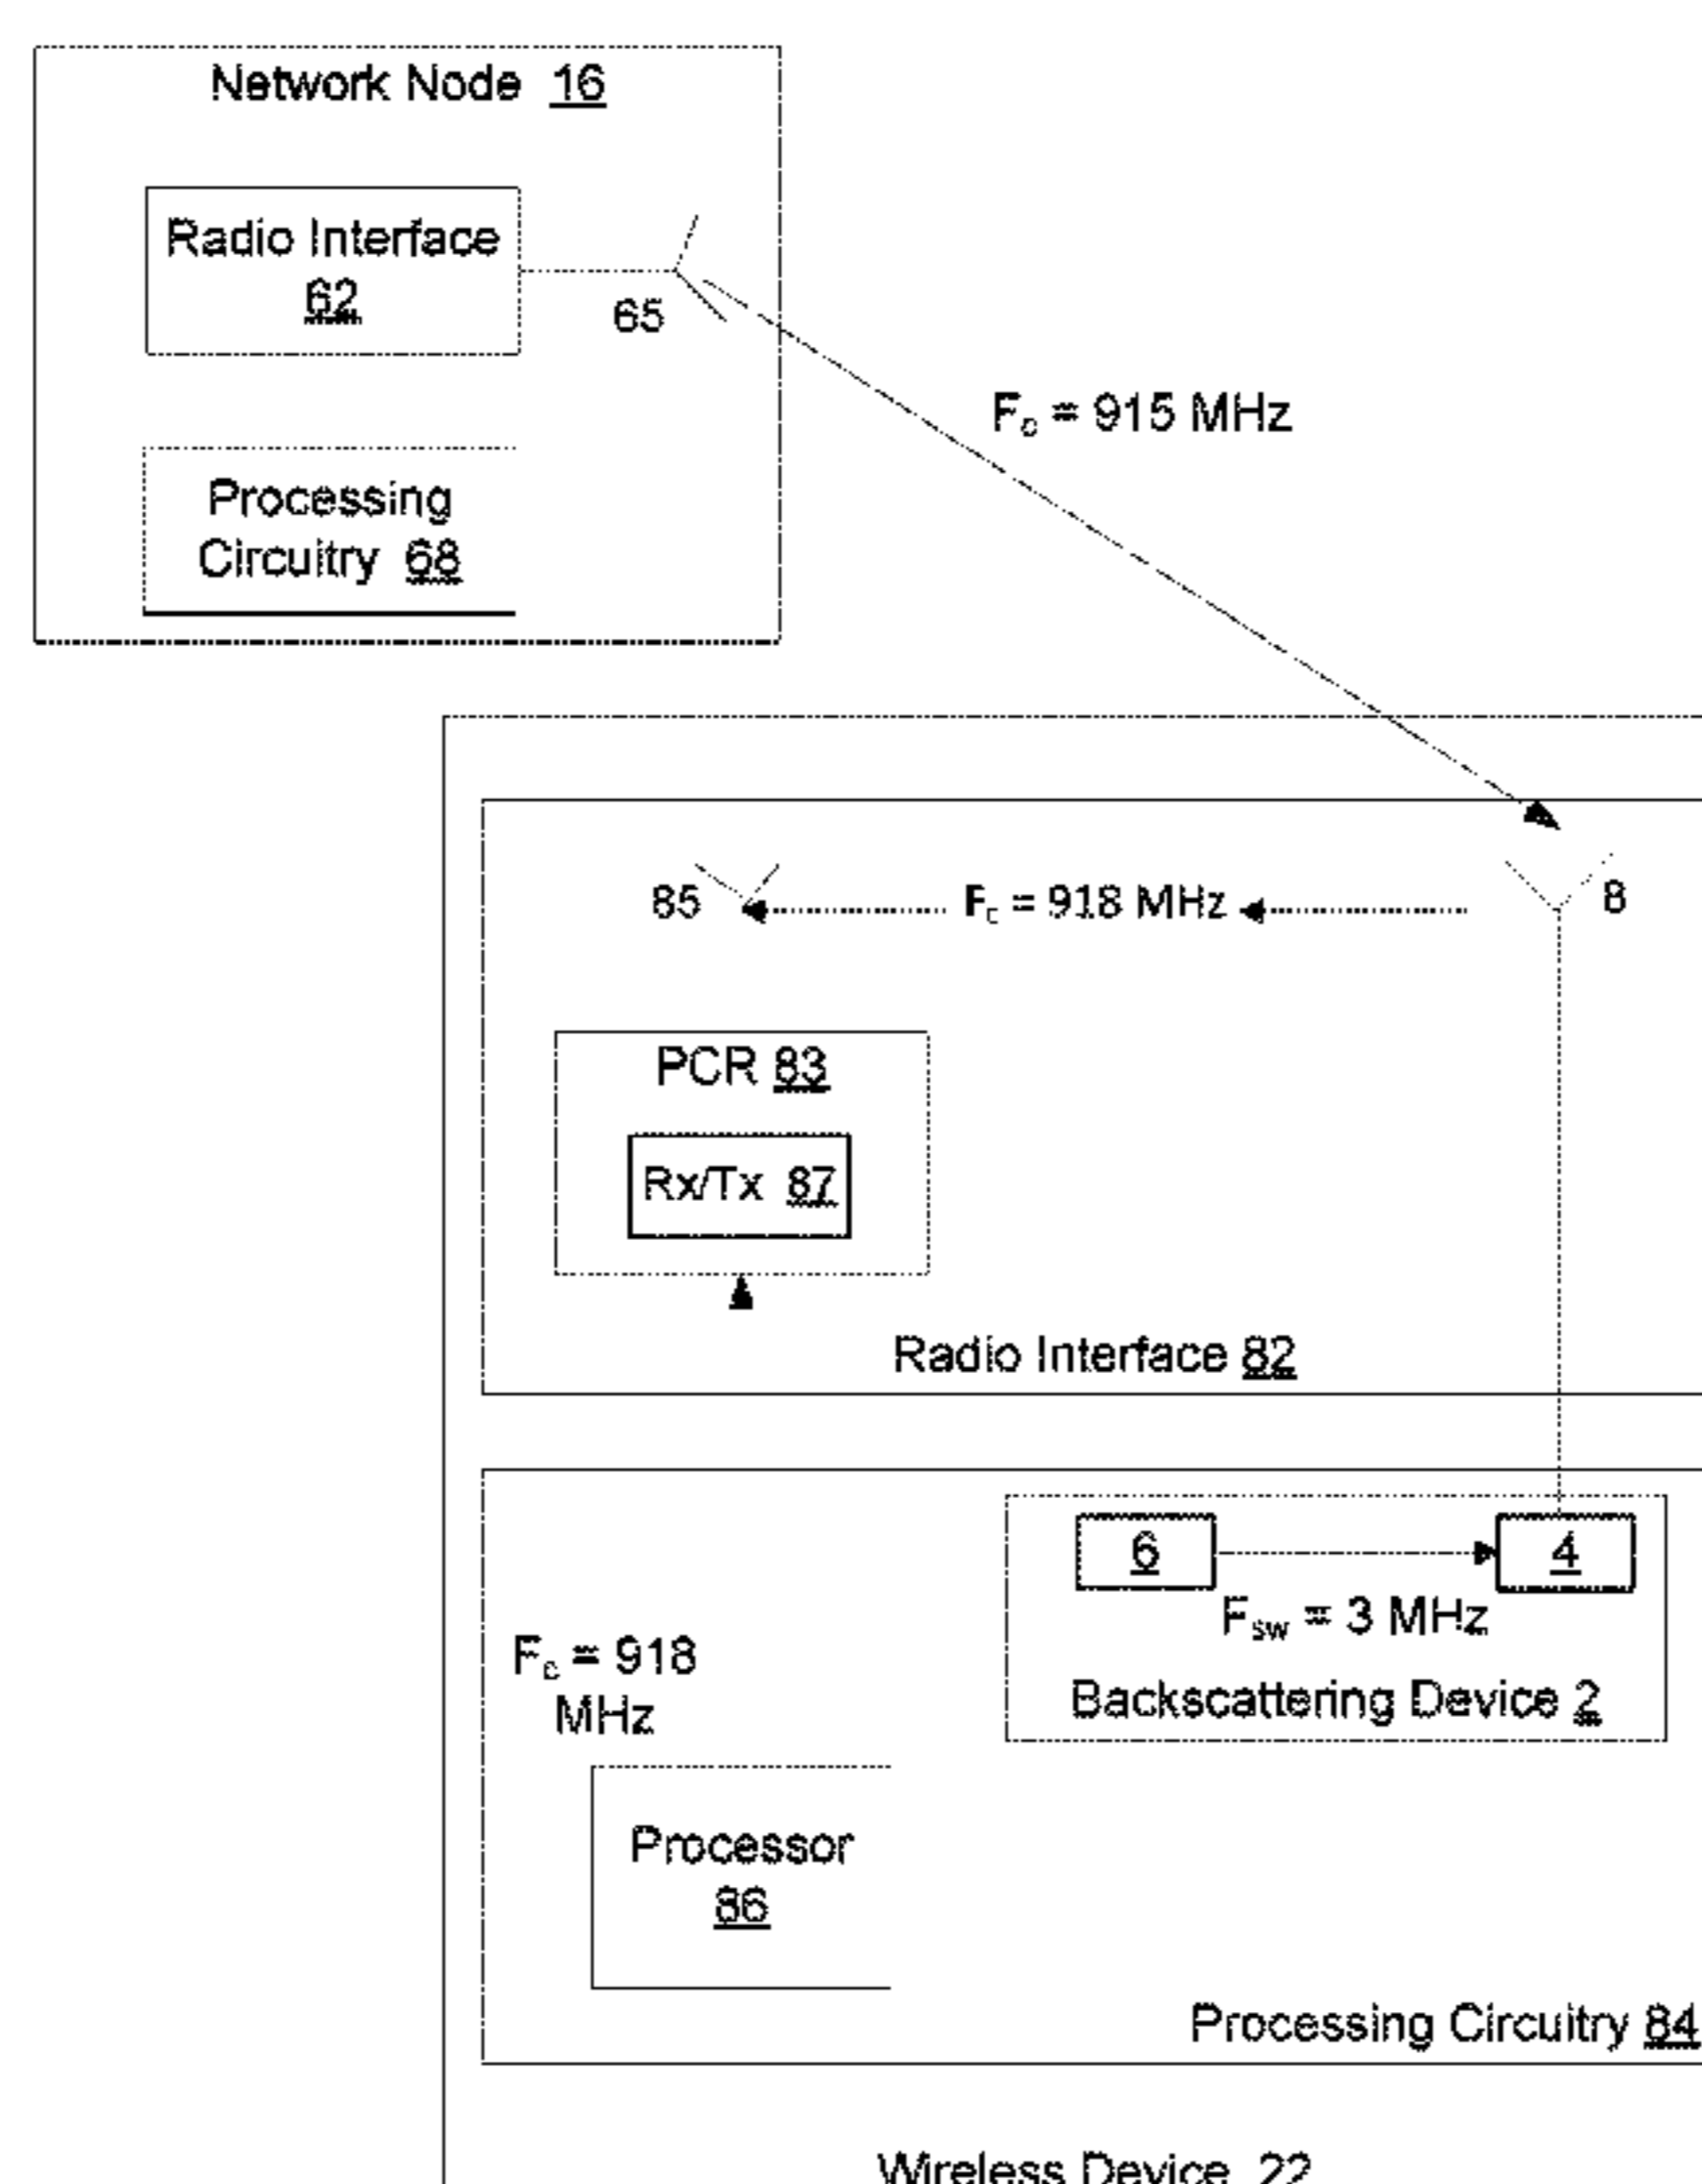 Network Node 16
Radio Interface
62
65
Processing
Circuitry 68
Fc = 915 MHz
85
Fc = 918 MHz
8
PCR 83
Rx/Tx 87
Radio Interface 82
6
4
Fsw = 3 MHz
Backscattering Device 2
Fc = 918
MHz
Processor
86
Processing Circuitry 84
Wireless Device 22